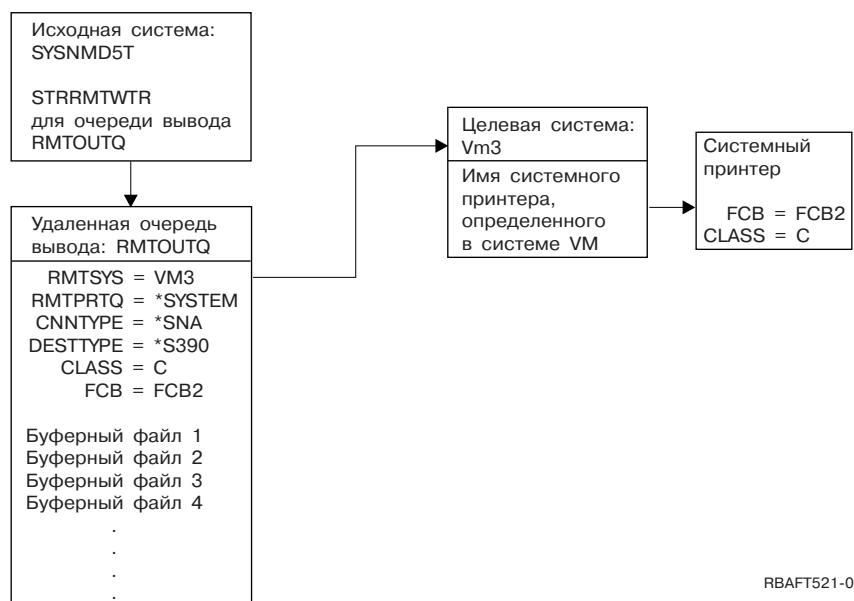 Исходная система:
SYSNMD5T
STRRMTWTR
для очереди вывода
RMTOUTQ
Удаленная очередь
вывода: RMTOUTQ
RMTSYS = VM3
RMTPRTQ = *SYSTEM
CNNTYPE = *SNA
DESTTYPE = *S390
CLASS = C
FCB = FCB2
Буферный файл 1
Буферный файл 2
Буферный файл 3
Буферный файл 4
.
.
.
.
Целевая система:
Vm3
Имя системного
принтера,
определенного
в системе VM
Системный
принтер
FCB = FCB2
CLASS = C
RBAFT521-0